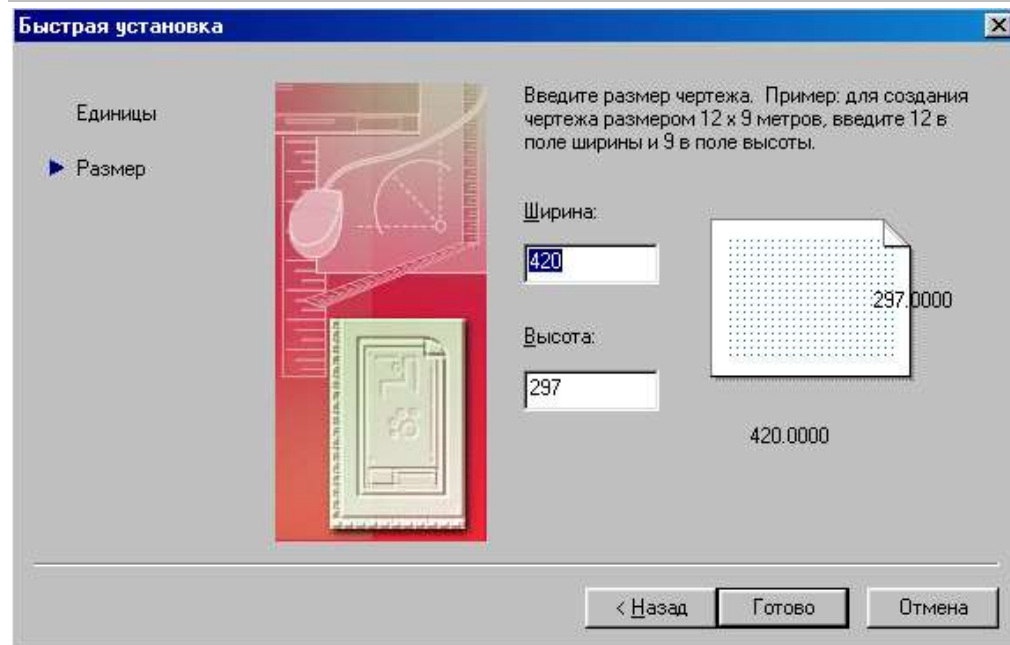 Быстрая установка
Единицы
Размер
Введите размер чертежа. Пример: для создания
чертежа размером 12 х 9 метров, введите 12 в
поле ширины и 9 в поле высоты.
Ширина:
420
297.0000
Высота:
297
420.0000
< Назад
Готово
Отмена